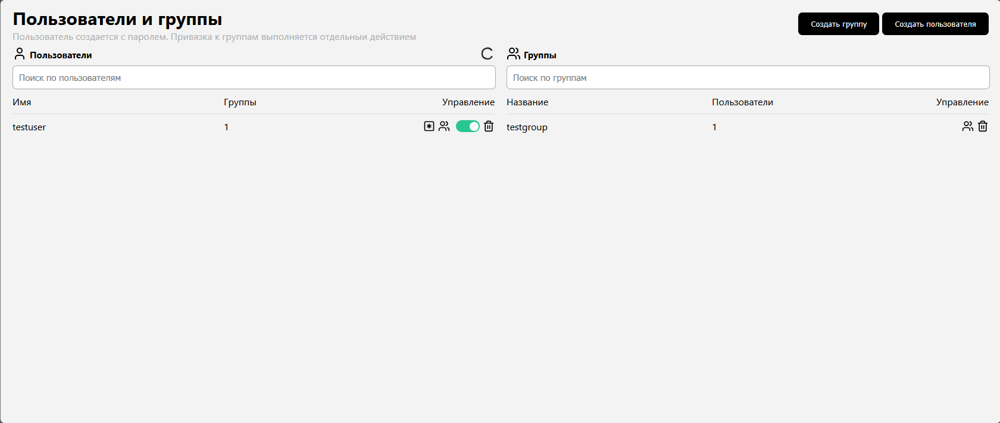 Пользователи и группы
Создать группу
Создать пользователя
Пользователь создается с паролем. Привязка к группам выполняется отдельныи действием
Пользователи
Группы
Поиск по пользователям
Поиск по группам
Имя Группы Управление
Название Пользователи Управление
testuser 1
testgroup 1